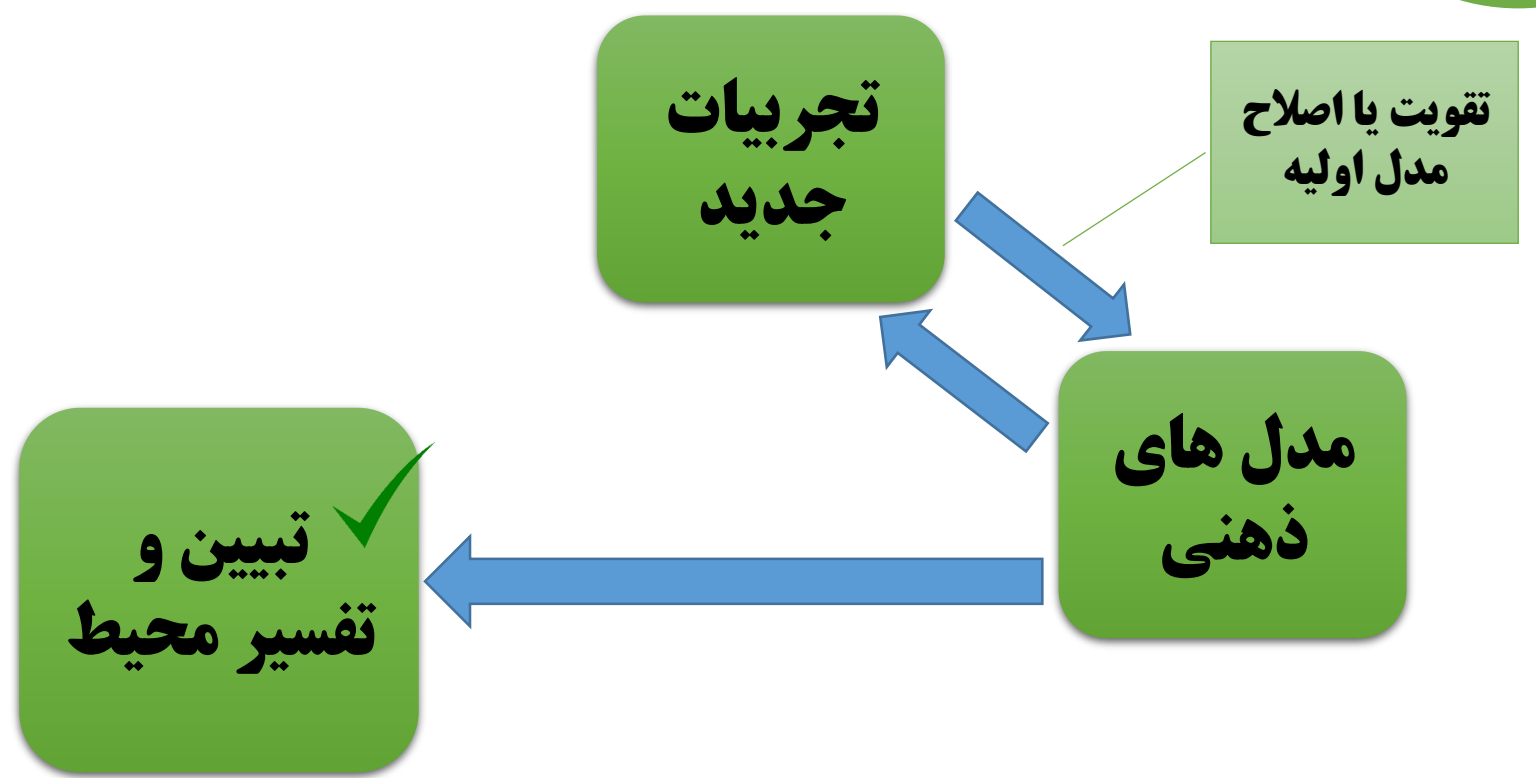 تجربیات
جدید
تقویت یا اصلاح
مدل اولیه
مدل های
ذهنی
تبیین و
تفسیر محیط